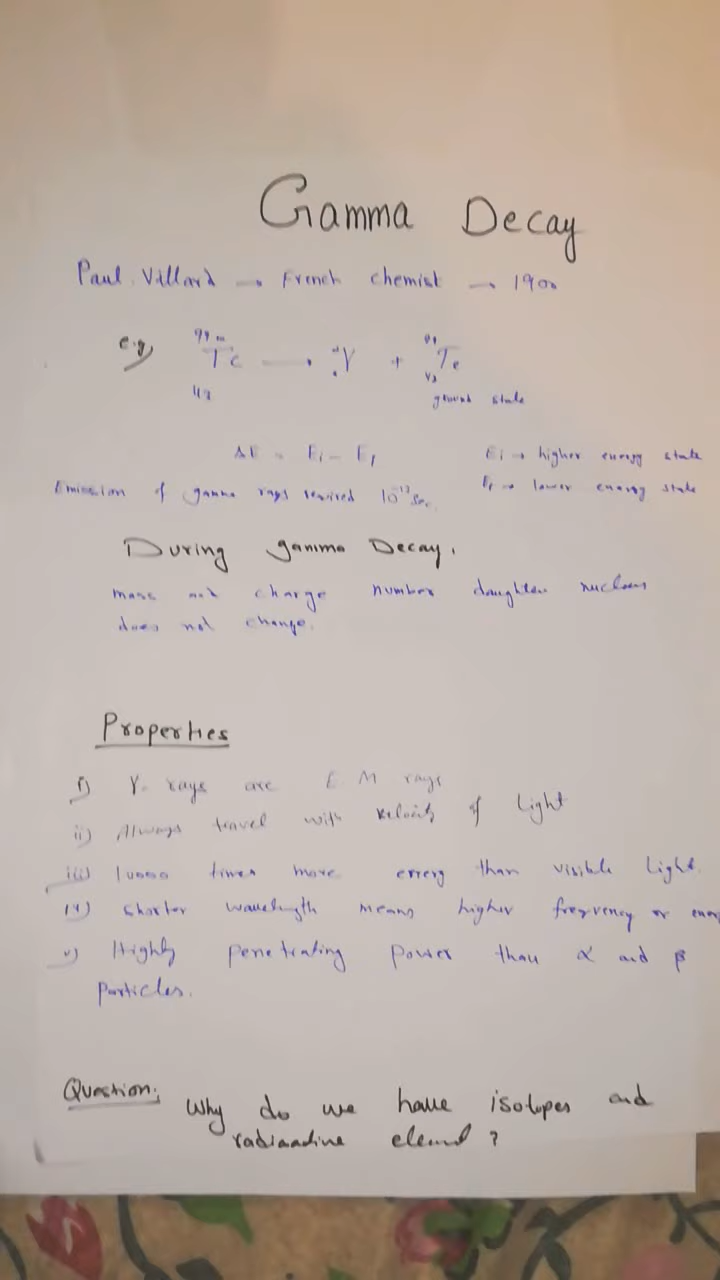 Gamma Decay
Paul Villard → French chemist → 1900
e.g. ⁹⁹ᵐ₄₃Tc → ⁰₀γ + ⁹⁹₄₃Tc
ground state
ΔE = Ei - Ef Ei → higher energy state
Emission of gamma rays required 10⁻¹² Sec. Ef → lower energy state
During gamma Decay,
mass and charge number daughter nucleus
does not change.
Properties
i) γ- rays are E M rays
ii) Always travel with velocity of light
iii) 10000 times more energy than visible light.
iv) shorter wavelength means higher frequency or
v) Highly penetrating power than α and β
particles.
Question: Why do we have isotopes and
element?